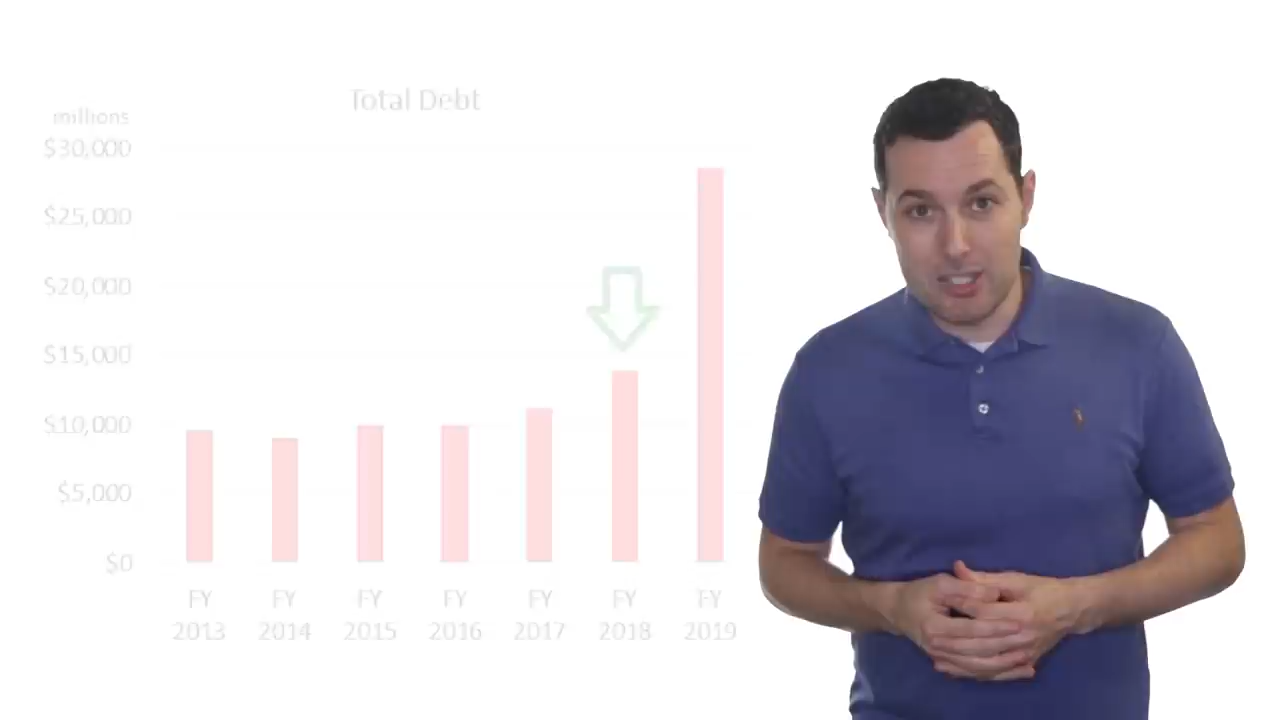 Total Debt
millions
$30,000
$25,000
$20,000
$15,000
$10,000
$5,000
$0
FY FY FY FY FY FY FY
2013 2014 2015 2016 2017 2018 2019